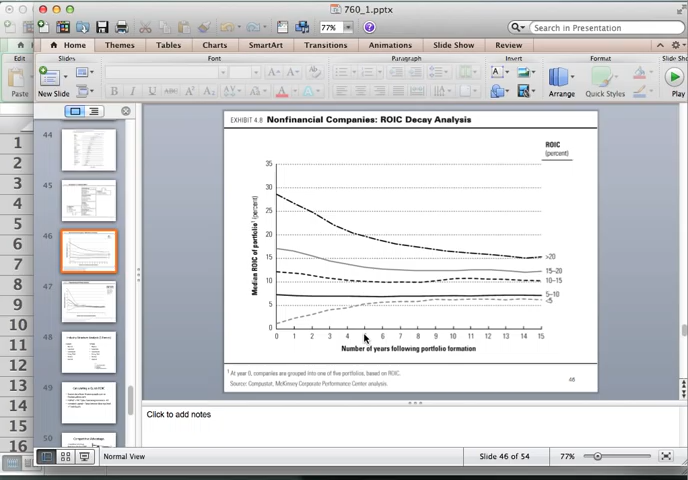 760_1.pptx
77%
Search in Presentation
Home Themes Tables Charts SmartArt Transitions Animations Slide Show Review
Slides Font Paragraph Insert Format Slide Sho
Paste New Slide Arrange Quick Styles Play
EXHIBIT 4.8 Nonfinancial Companies: ROIC Decay Analysis
ROIC
(percent)
Median ROIC of portfolio¹ (percent)
35
30
25
20
15
10
5
0
>20
15–20
10–15
5–10
<5
0 1 2 3 4 5 6 7 8 9 10 11 12 13 14 15
Number of years following portfolio formation
¹ At year 0, companies are grouped into one of five portfolios, based on ROIC.
Source: Compustat, McKinsey Corporate Performance Center analysis.
46
44
45
46
47
48
49
50
1
2
3
4
5
6
7
8
9
10
11
12
13
14
15
16
Click to add notes
Normal View
Slide 46 of 54
77%